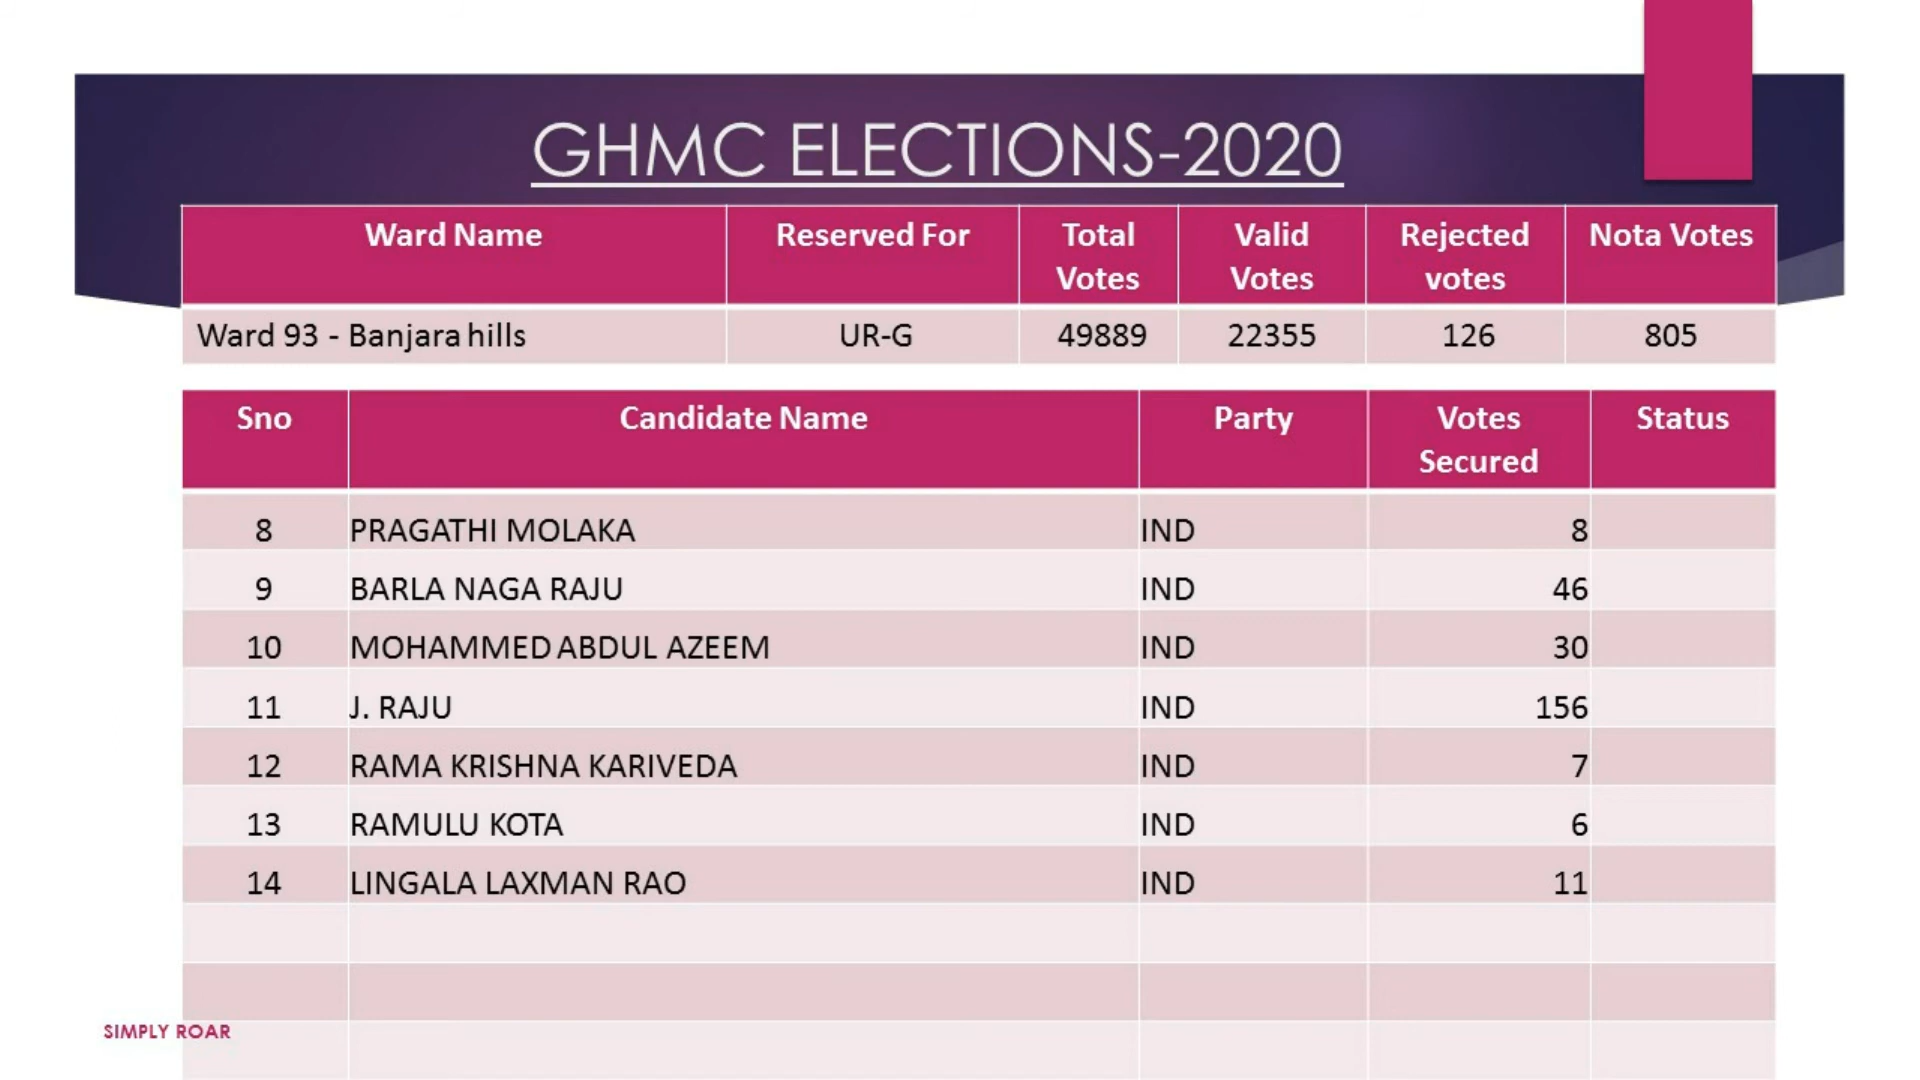 GHMC ELECTIONS-2020
Ward Name Reserved For Total Votes Valid Votes Rejected votes Nota Votes
Ward 93 - Banjara hills UR-G 49889 22355 126 805
Sno Candidate Name Party Votes Secured Status
8 PRAGATHI MOLAKA IND 8
9 BARLA NAGA RAJU IND 46
10 MOHAMMED ABDUL AZEEM IND 30
11 J. RAJU IND 156
12 RAMA KRISHNA KARIVEDA IND 7
13 RAMULU KOTA IND 6
14 LINGALA LAXMAN RAO IND 11
SIMPLY ROAR